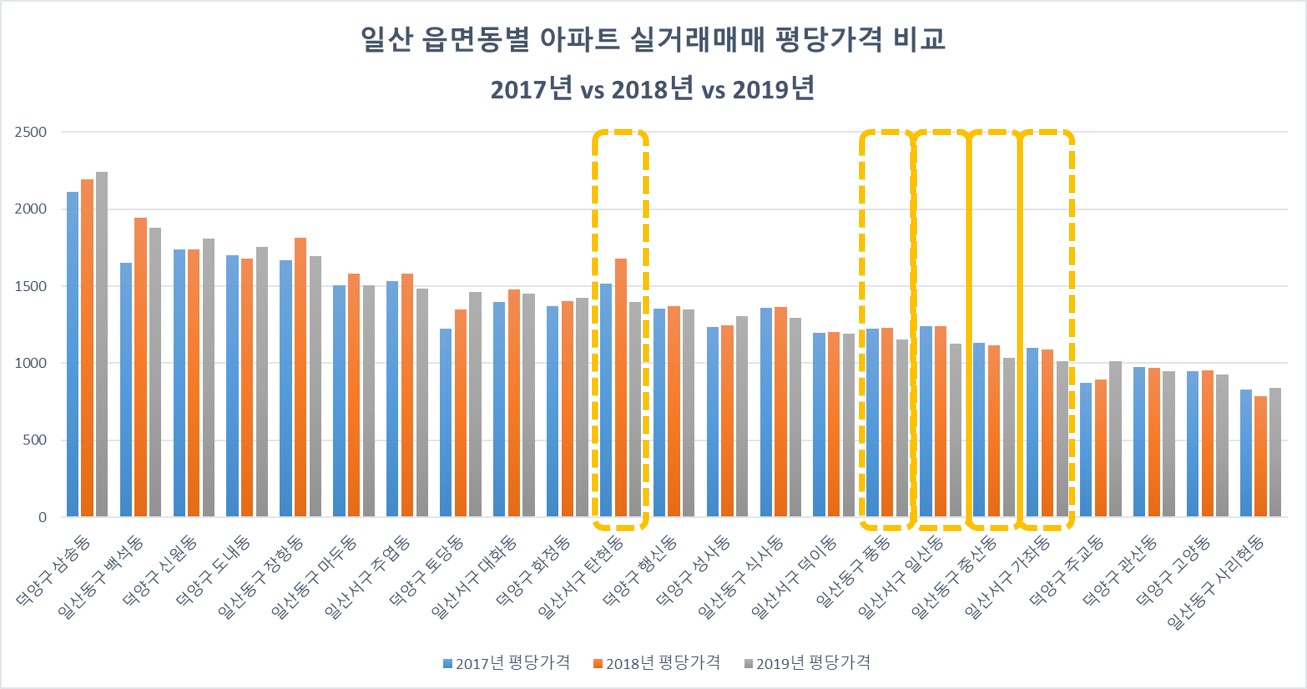 일산 읍면동별 아파트 실거래매매 평당가격 비교
2017년 vs 2018년 vs 2019년
2500
2000
1500
1000
500
0
덕양구 삼송동
일산동구 백석동
덕양구 신원동
덕양구 도내동
일산동구 장항동
일산동구 마두동
일산서구 주엽동
덕양구 토당동
일산서구 대화동
덕양구 화정동
일산서구 탄현동
덕양구 행신동
덕양구 성사동
일산동구 식사동
일산서구 덕이동
일산동구 풍동
일산서구 일산동
일산동구 중산동
일산서구 가좌동
덕양구 주교동
덕양구 관산동
덕양구 고양동
일산동구 사리현동
2017년 평당가격 2018년 평당가격 2019년 평당가격